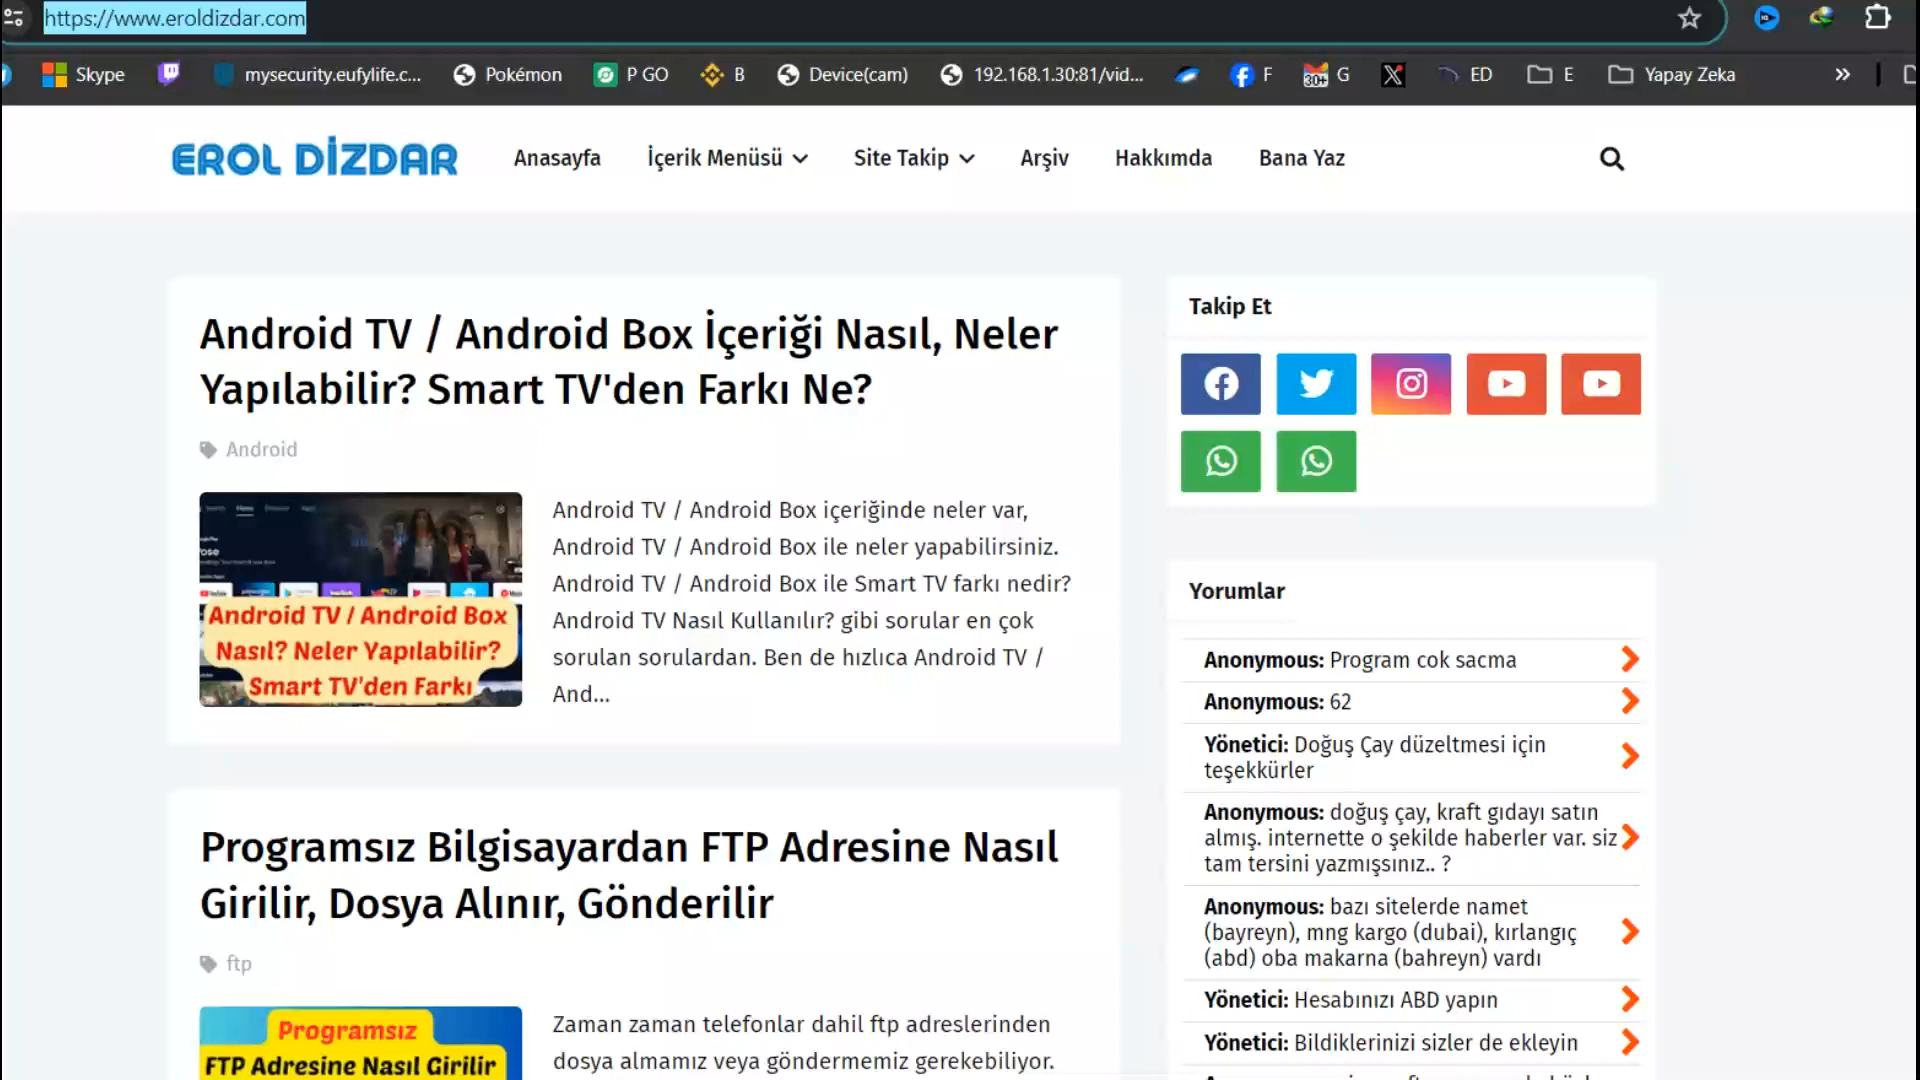 https://www.eroldizdar.com
Skype
mysecurity.eufylife.c...
Pokémon
P GO
B
Device(cam)
192.168.1.30:81/vid...
F
30+
G
X
ED
E
Yapay Zeka
EROL DİZDAR
Anasayfa
İçerik Menüsü
Site Takip
Arşiv
Hakkımda
Bana Yaz
Android TV / Android Box İçeriği Nasıl, Neler
Yapılabilir? Smart TV'den Farkı Ne?
Android
Android TV / Android Box
Nasıl? Neler Yapılabilir?
Smart TV'den Farkı
Android TV / Android Box içeriğinde neler var,
Android TV / Android Box ile neler yapabilirsiniz.
Android TV / Android Box ile Smart TV farkı nedir?
Android TV Nasıl Kullanılır? gibi sorular en çok
sorulan sorulardan. Ben de hızlıca Android TV /
And...
Programsız Bilgisayardan FTP Adresine Nasıl
Girilir, Dosya Alınır, Gönderilir
ftp
Programsız
FTP Adresine Nasıl Girilir
Zaman zaman telefonlar dahil ftp adreslerinden
dosya almamız veya göndermemiz gerekebiliyor.
Takip Et
Yorumlar
Anonymous: Program cok sacma
Anonymous: 62
Yönetici: Doğuş Çay düzeltmesi için
teşekkürler
Anonymous: doğuş çay, kraft gıdayı satın
almış. internette o şekilde haberler var. siz
tam tersini yazmışsınız.. ?
Anonymous: bazı sitelerde namet
(bayreyn), mng kargo (dubai), kırlangıç
(abd) oba makarna (bahreyn) vardı
Yönetici: Hesabınızı ABD yapın
Yönetici: Bildiklerinizi sizler de ekleyin